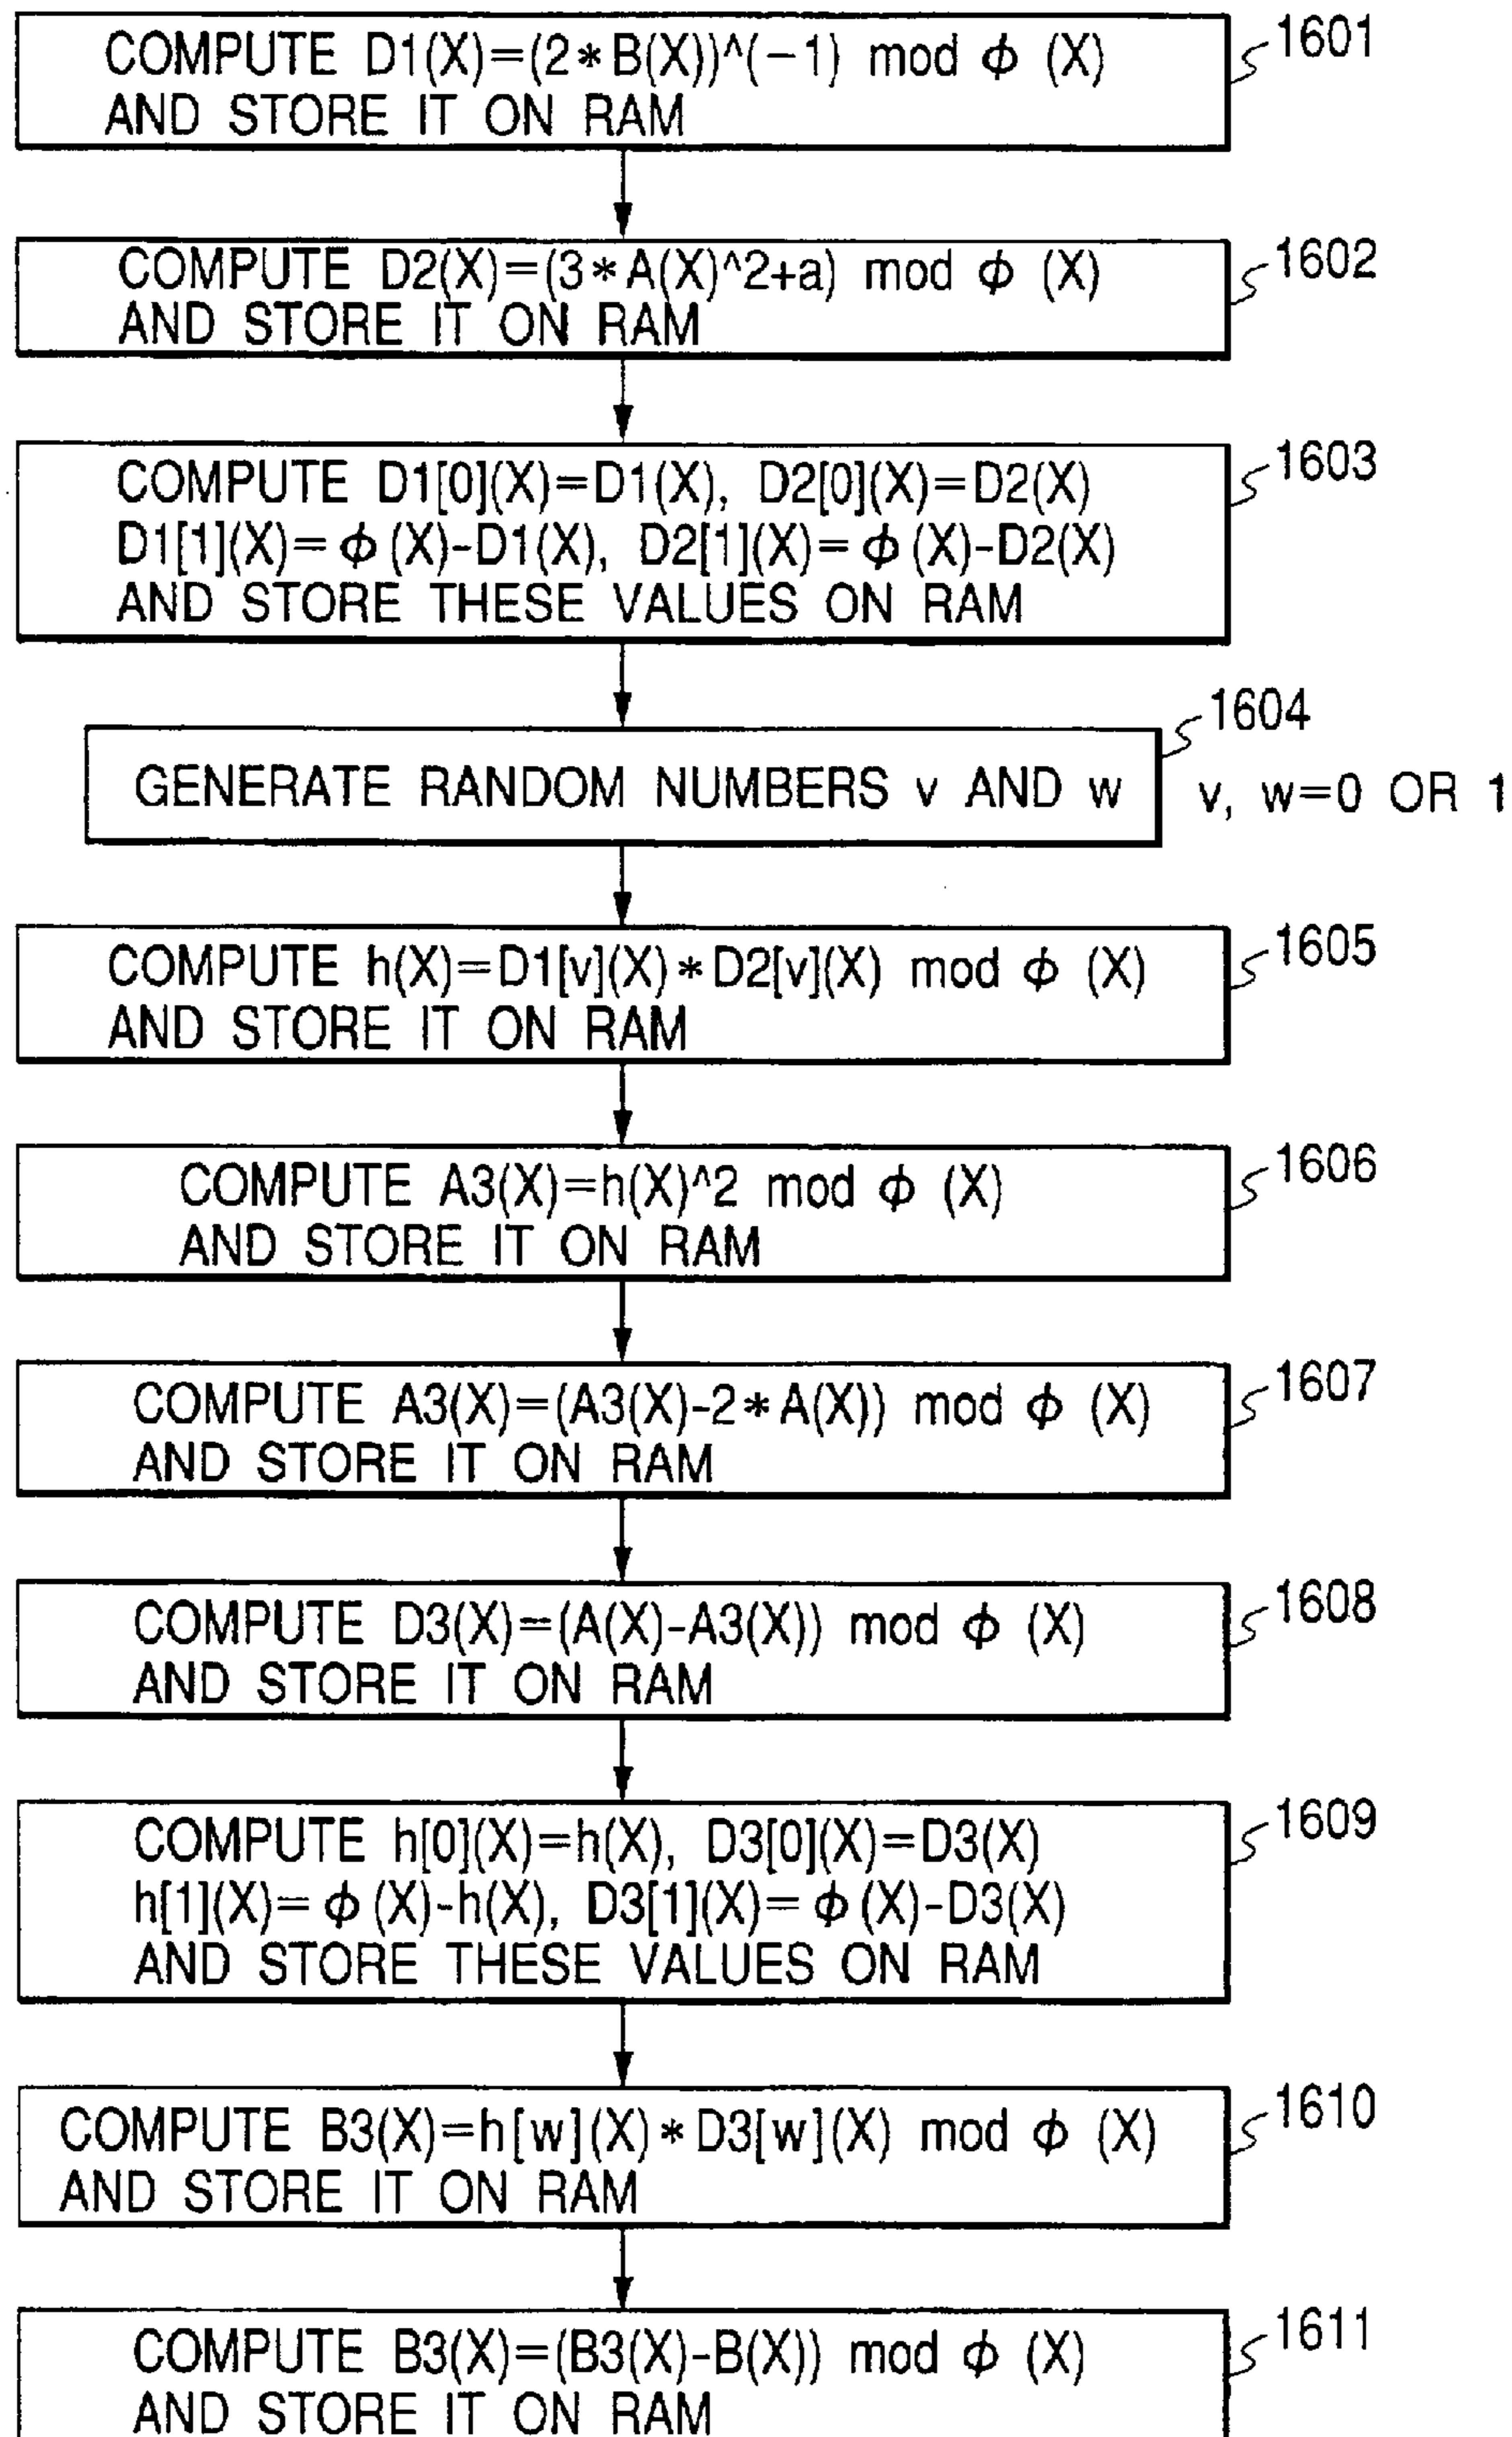 COMPUTE D1(X)=(2*B(X))^(-1) mod ϕ (X)
AND STORE IT ON RAM
1601
COMPUTE D2(X)=(3*A(X)^2+a) mod ϕ (X)
AND STORE IT ON RAM
1602
COMPUTE D1[0](X)=D1(X), D2[0](X)=D2(X)
D1[1](X)= ϕ (X)-D1(X), D2[1](X)= ϕ (X)-D2(X)
AND STORE THESE VALUES ON RAM
1603
GENERATE RANDOM NUMBERS v AND w
1604
v, w=0 OR 1
COMPUTE h(X)=D1[v](X)*D2[v](X) mod ϕ (X)
AND STORE IT ON RAM
1605
COMPUTE A3(X)=h(X)^2 mod ϕ (X)
AND STORE IT ON RAM
1606
COMPUTE A3(X)=(A3(X)-2*A(X)) mod ϕ (X)
AND STORE IT ON RAM
1607
COMPUTE D3(X)=(A(X)-A3(X)) mod ϕ (X)
AND STORE IT ON RAM
1608
COMPUTE h[0](X)=h(X), D3[0](X)=D3(X)
h[1](X)= ϕ (X)-h(X), D3[1](X)= ϕ (X)-D3(X)
AND STORE THESE VALUES ON RAM
1609
COMPUTE B3(X)=h[w](X)*D3[w](X) mod ϕ (X)
AND STORE IT ON RAM
1610
COMPUTE B3(X)=(B3(X)-B(X)) mod ϕ (X)
AND STORE IT ON RAM
1611